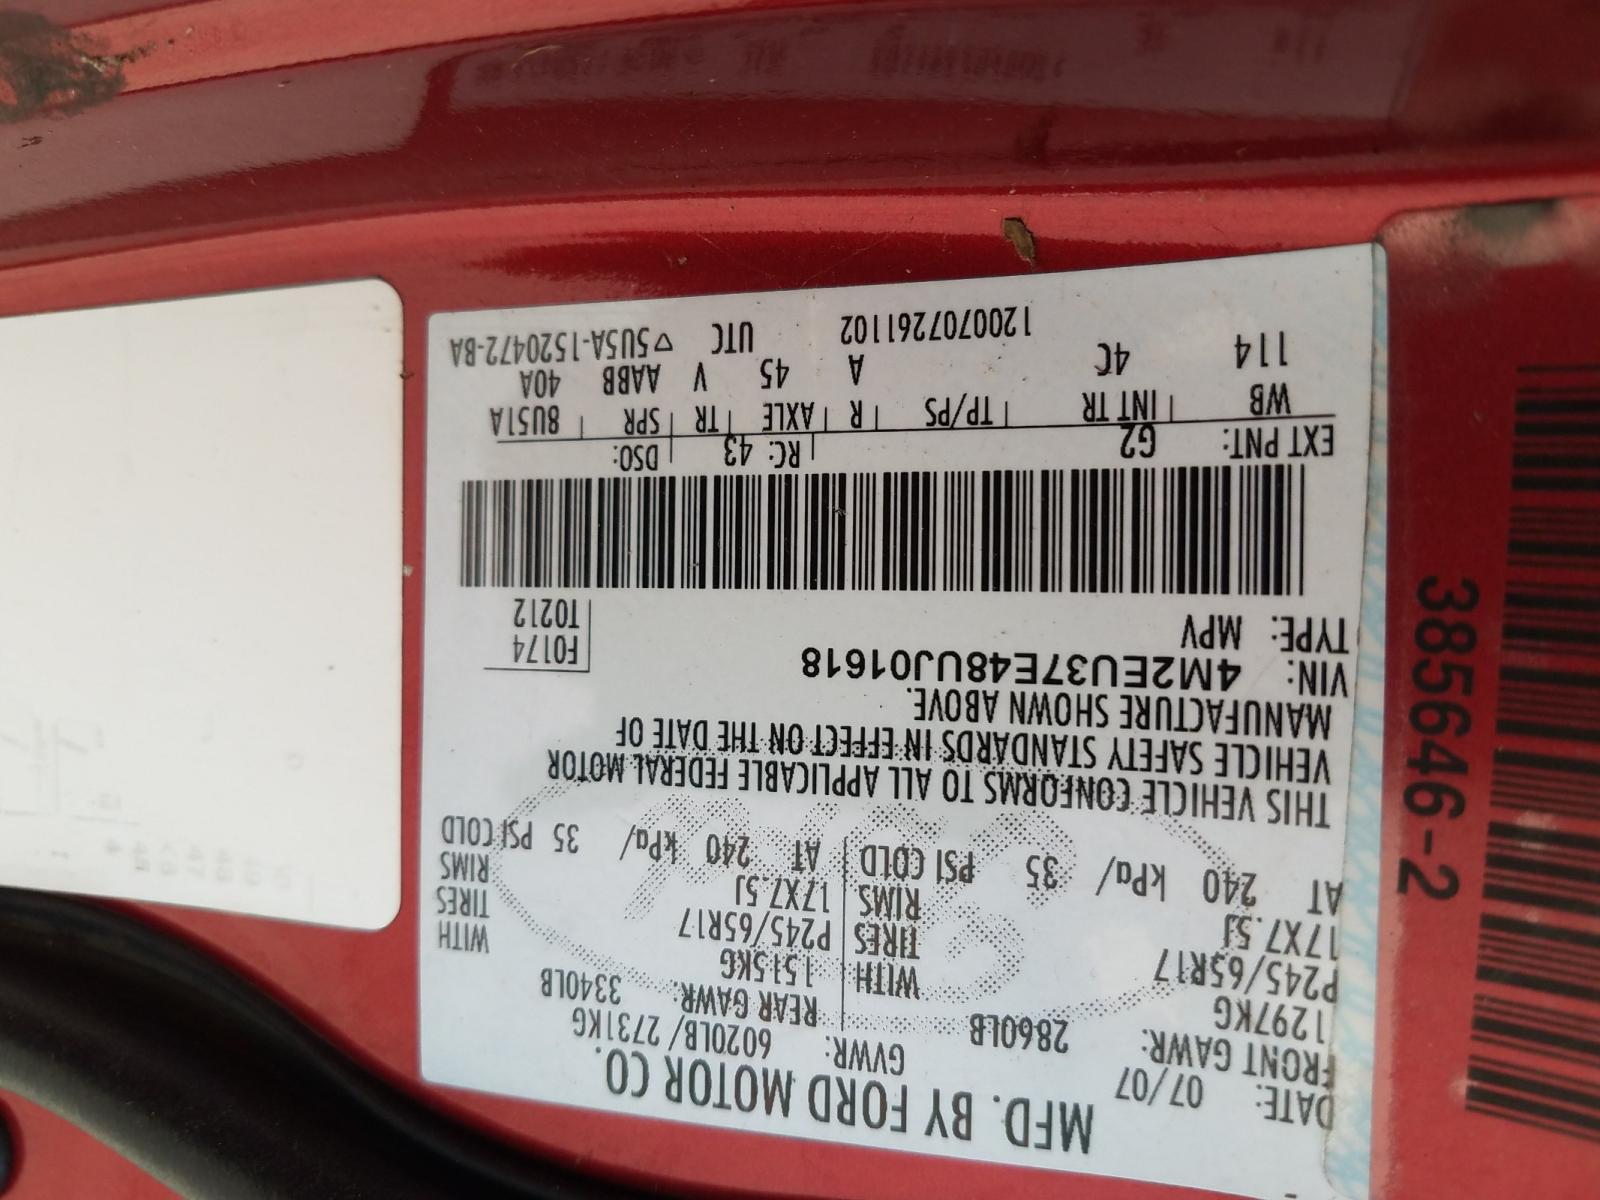 MFD. BY FORD MOTOR CO.
DATE: 07/07 GVWR: 6020LB/ 2731KG
FRONT GAWR: 2860LB REAR GAWR: 3340LB
1297KG WITH 1515KG WITH
P245/65R17 TIRES P245/65R17 TIRES
17X7.5J RIMS 17X7.5J RIMS
AT 240 kPa/ 35 PSI COLD AT 240 kPa/ 35 PSI COLD
THIS VEHICLE CONFORMS TO ALL APPLICABLE FEDERAL MOTOR
VEHICLE SAFETY STANDARDS IN EFFECT ON THE DATE OF
MANUFACTURE SHOWN ABOVE.
VIN: 4M2EU37E48UJ01618 F0174
TYPE: MPV T0212
EXT PNT: G2 RC: 43 DSO:
WB INT TR TP/PS R AXLE TR SPR 8U51A
114 4C A 45 V AABB 40A
1200707261102 UTC ▽5U5A-1520472-BA
385646-2